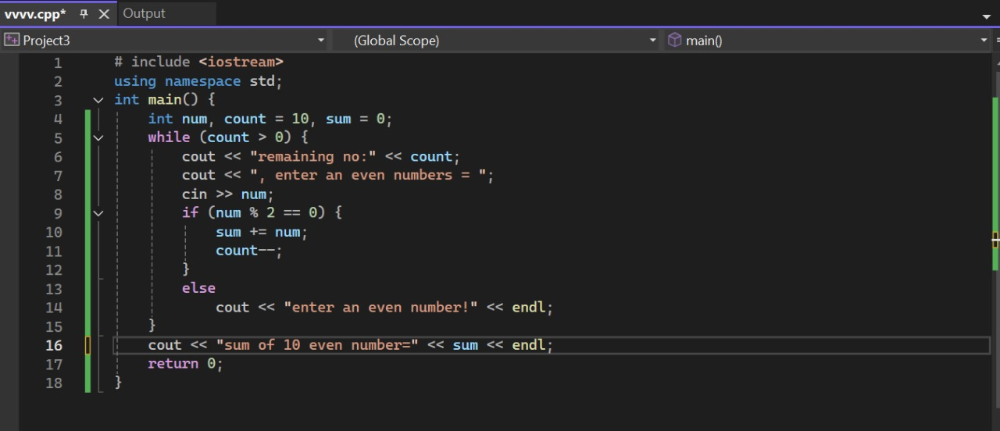 vvvv.cpp* Output
Project3 (Global Scope) main()
1 # include <iostream>
2 using namespace std;
3 int main() {
4 int num, count = 10, sum = 0;
5 while (count > 0) {
6 cout << "remaining no:" << count;
7 cout << ", enter an even numbers = ";
8 cin >> num;
9 if (num % 2 == 0) {
10 sum += num;
11 count--;
12 }
13 else
14 cout << "enter an even number!" << endl;
15 }
16 cout << "sum of 10 even number=" << sum << endl;
17 return 0;
18 }